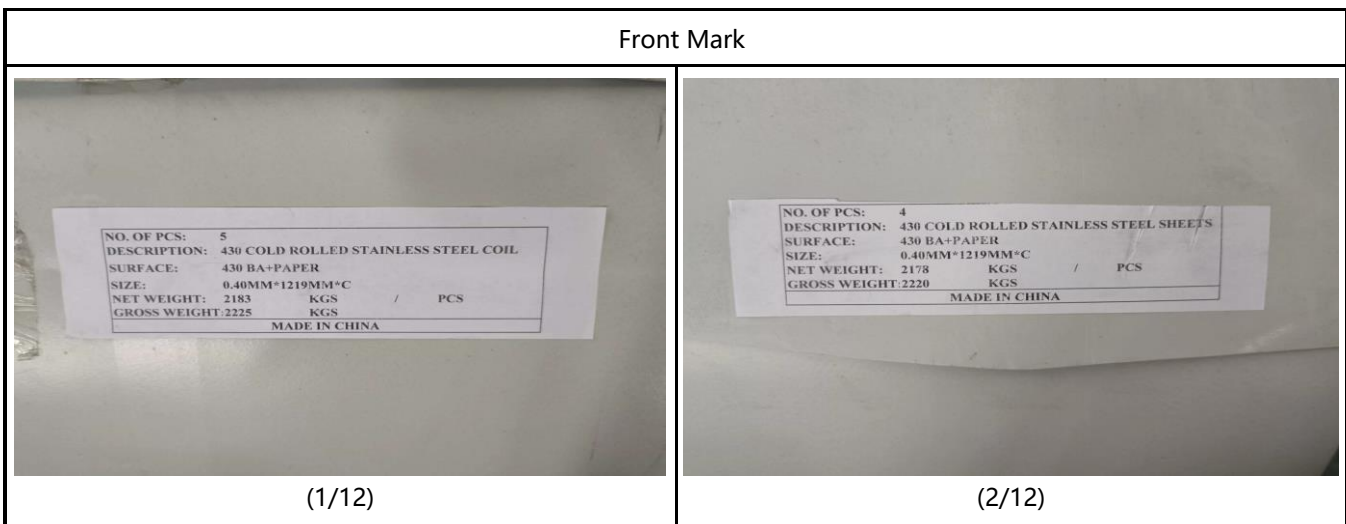 Front Mark
NO. OF PCS: 5
DESCRIPTION: 430 COLD ROLLED STAINLESS STEEL COIL
SURFACE: 430 BA+PAPER
SIZE: 0.40MM*1219MM*C
NET WEIGHT: 2183 KGS / PCS
GROSS WEIGHT:2225 KGS
MADE IN CHINA
(1/12)
NO. OF PCS: 4
DESCRIPTION: 430 COLD ROLLED STAINLESS STEEL SHEETS
SURFACE: 430 BA+PAPER
SIZE: 0.40MM*1219MM*C
NET WEIGHT: 2178 KGS / PCS
GROSS WEIGHT:2220 KGS
MADE IN CHINA
(2/12)